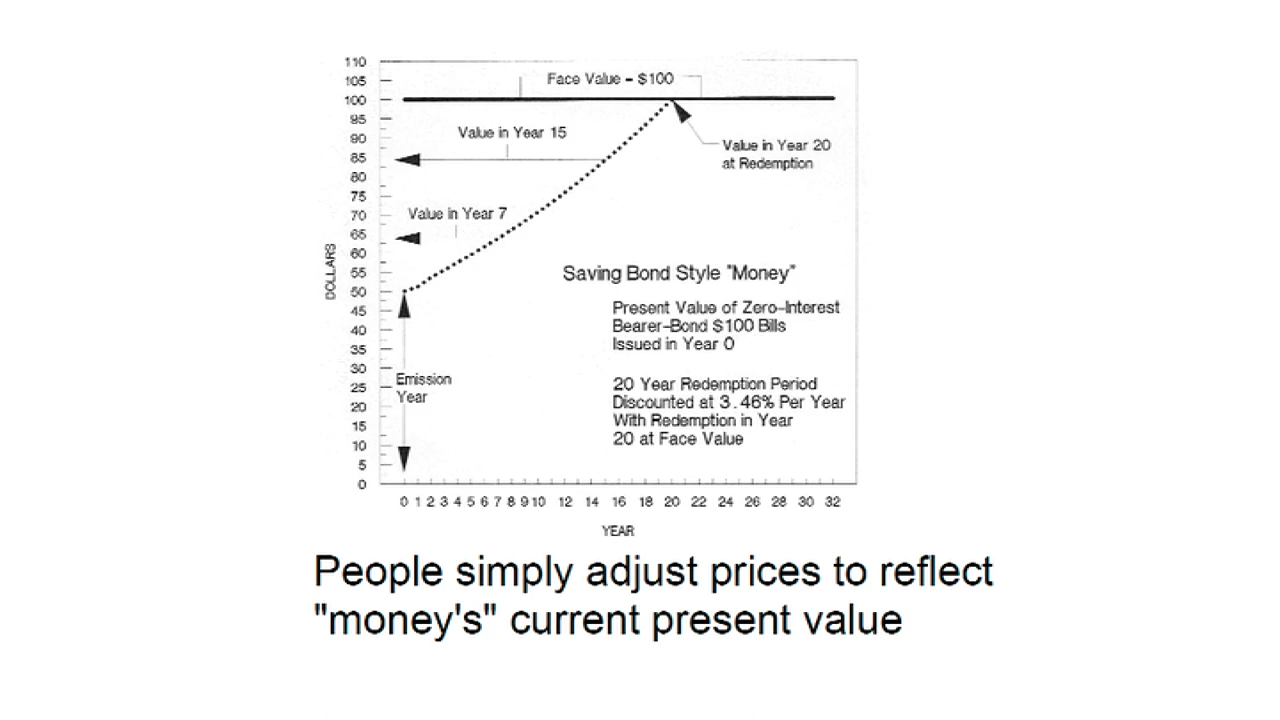 110
105
Face Value - $100
100
95
90
Value in Year 15
85
Value in Year 20
at Redemption
80
75
70
Value in Year 7
65
60
55
DOLLARS
Saving Bond Style "Money"
50
45
Present Value of Zero-Interest
Bearer-Bond $100 Bills
Issued in Year 0
40
35
30
Emission
Year
25
20 Year Redemption Period
Discounted at 3.46% Per Year
With Redemption in Year
20 at Face Value
20
15
10
5
0
0 1 2 3 4 5 6 7 8 9 10 12 14 16 18 20 22 24 26 28 30 32
YEAR
People simply adjust prices to reflect
"money's" current present value